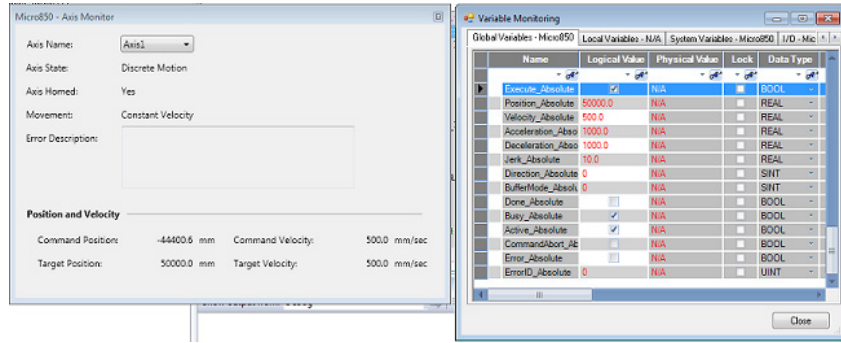 Micro850 - Axis Monitor
Axis Name: Axis1
Axis State: Discrete Motion
Axis Homed: Yes
Movement: Constant Velocity
Error Description:
Position and Velocity
Command Position: -44400.6 mm Command Velocity: 500.0 mm/sec
Target Position: 50000.0 mm Target Velocity: 500.0 mm/sec
Variable Monitoring
Global Variables - Micro850 Local Variables - N/A System Variables - Micro850 I/O - Mic
Name Logical Value Physical Value Lock Data Type
Execute_Absolute N/A BOOL
Position_Absolute 50000.0 N/A REAL
Velocity_Absolute 500.0 N/A REAL
Acceleration_Absol 1000.0 N/A REAL
Deceleration_Abso 1000.0 N/A REAL
Jerk_Absolute 10.0 N/A REAL
Direction_Absolute 0 N/A SINT
BufferMode_Absolu 0 N/A SINT
Done_Absolute N/A BOOL
Busy_Absolute N/A BOOL
Active_Absolute N/A BOOL
CommandAbort_Ab N/A BOOL
Error_Absolute N/A BOOL
ErrorID_Absolute 0 N/A UINT
Close